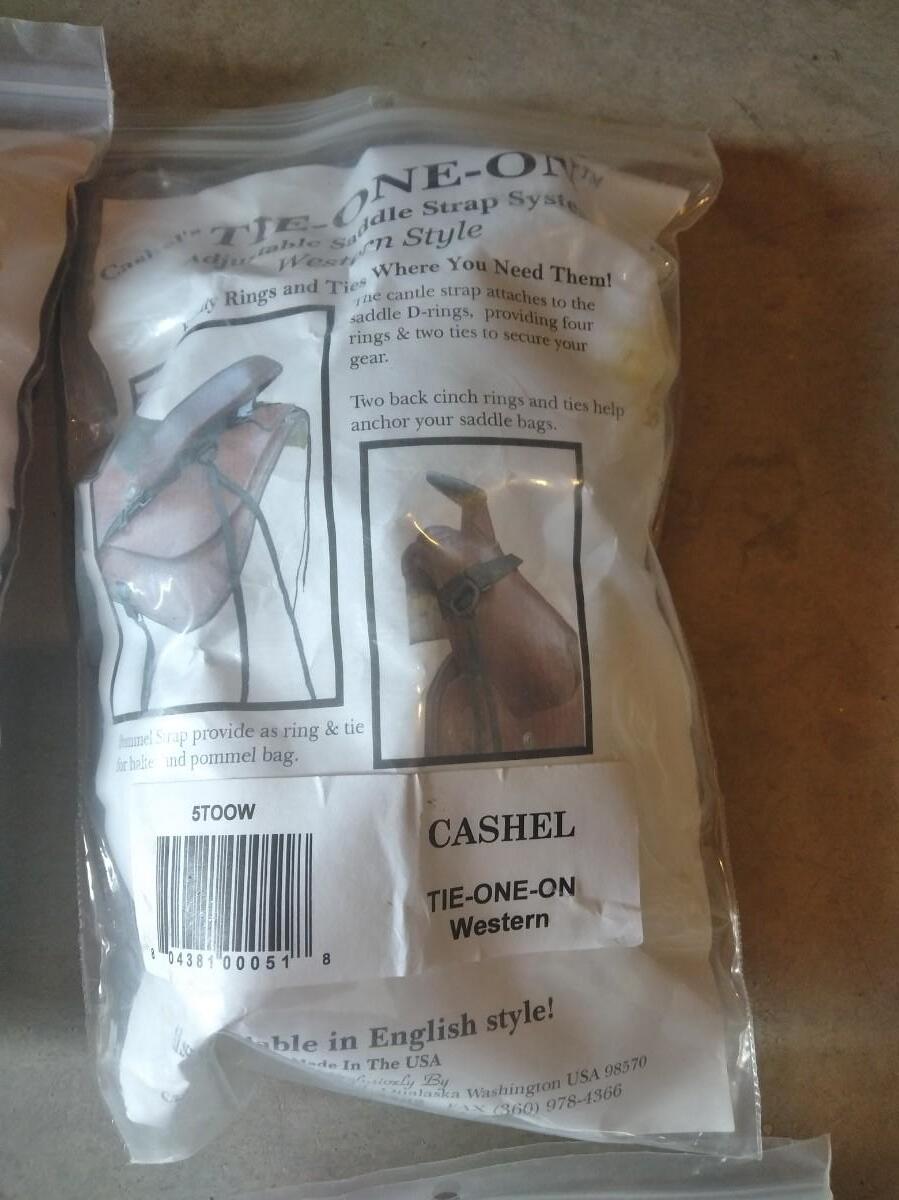 Cashel's TIE-ONE-ON™
Adjustable Saddle Strap System
Western Style
Rings and Ties Where You Need Them!
The cantle strap attaches to the
saddle D-rings, providing four
rings & two ties to secure your
gear.
Two back cinch rings and ties help
anchor your saddle bags.
Pommel Strap provide as ring & tie
for halter and pommel bag.
5TOOW
CASHEL
TIE-ONE-ON
Western
8 04381 00051 8
in English style!
Made In The USA
By
Washington USA 98570
FAX (360) 978-4366